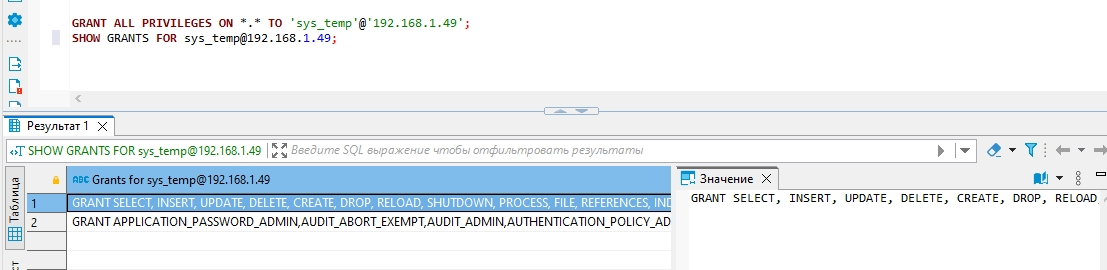 GRANT ALL PRIVILEGES ON *.* TO 'sys_temp'@'192.168.1.49';
SHOW GRANTS FOR sys_temp@192.168.1.49;
Результат 1
SHOW GRANTS FOR sys_temp@192.168.1.49
Введите SQL выражение чтобы отфильтровать результаты
Таблица
ABC Grants for sys_temp@192.168.1.49
Значение
1 GRANT SELECT, INSERT, UPDATE, DELETE, CREATE, DROP, RELOAD, SHUTDOWN, PROCESS, FILE, REFERENCES, IND
GRANT SELECT, INSERT, UPDATE, DELETE, CREATE, DROP, RELOAD
2 GRANT APPLICATION_PASSWORD_ADMIN,AUDIT_ABORT_EXEMPT,AUDIT_ADMIN,AUTHENTICATION_POLICY_AD